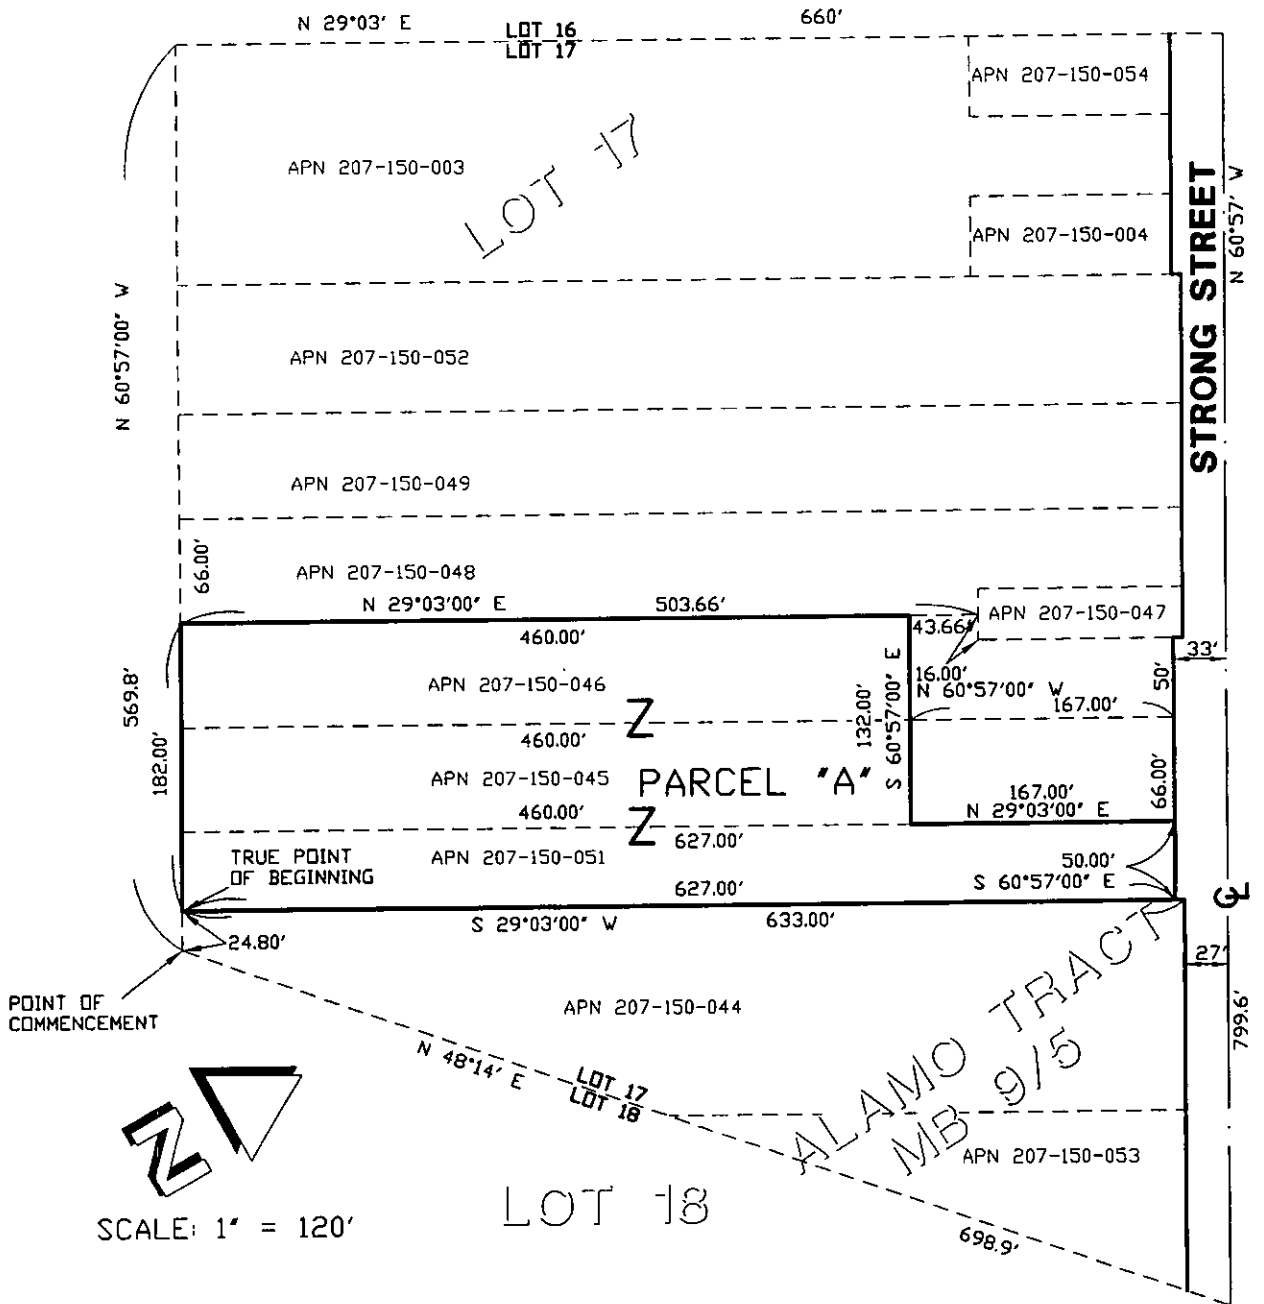 N 29°03' E
660'
LOT 16
LOT 17
APN 207-150-054
LOT 17
APN 207-150-003
APN 207-150-004
STRONG STREET
N 60°57' W
N 60°57'00" W
APN 207-150-052
APN 207-150-049
66.00'
APN 207-150-048
N 29°03'00" E
503.66'
APN 207-150-047
43.66'
460.00'
33'
16.00'
N 60°57'00" W
50'
569.8'
APN 207-150-046
Z
132.00'
S 60°57'00" E
167.00'
460.00'
182.00'
APN 207-150-045
PARCEL "A"
167.00'
N 29°03'00" E
66.00'
460.00'
Z
627.00'
TRUE POINT
OF BEGINNING
APN 207-150-051
50.00'
S 60°57'00" E
627.00'
S 29°03'00" W
633.00'
CL
24.80'
27'
POINT OF
COMMENCEMENT
APN 207-150-044
ALAMO TRACT
MB 9/5
799.6'
N 48°14' E
LOT 17
LOT 18
APN 207-150-053
N
LOT 18
SCALE: 1" = 120'
698.9'